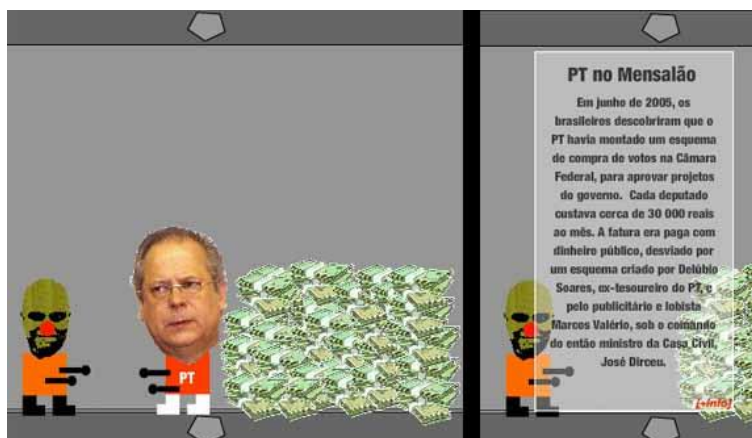 PT
PT no Mensalão
Em junho de 2005, os
brasileiros descobriram que o
PT havia montado um esquema
de compra de votos na Câmara
Federal, para aprovar projetos
do governo. Cada deputado
custava cerca de 30 000 reais
ao mês. A fatura era paga com
dinheiro público, desviado por
um esquema criado por Delúbio
Soares, ex-tesoureiro do PT, e
pelo publicitário e lobista
Marcos Valério, sob o comando
do então ministro da Casa Civil,
José Dirceu.
[+info]